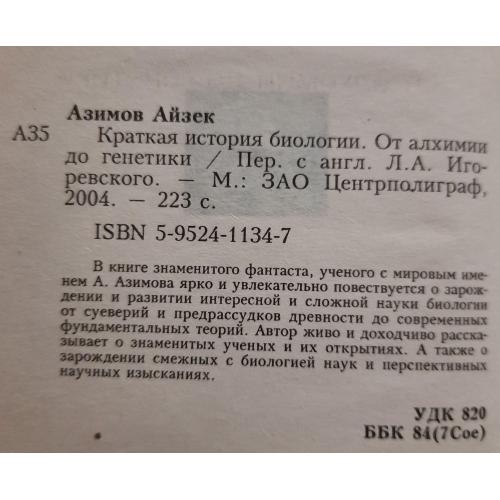 Азимов Айзек
А35 Краткая история биологии. От алхимии
до генетики / Пер. с англ. Л.А. Иго-
ревского. — М.: ЗАО Центрполиграф,
2004. — 223 с.
ISBN 5-9524-1134-7
В книге знаменитого фантаста, ученого с мировым име-
нем А. Азимова ярко и увлекательно повествуется о зарож-
дении и развитии интересной и сложной науки биологии
от суеверий и предрассудков древности до современных
фундаментальных теорий. Автор живо и доходчиво расска-
зывает о знаменитых ученых и их открытиях. А также о
зарождении смежных с биологией наук и перспективных
научных изысканиях.
УДК 820
ББК 84(7Сое)